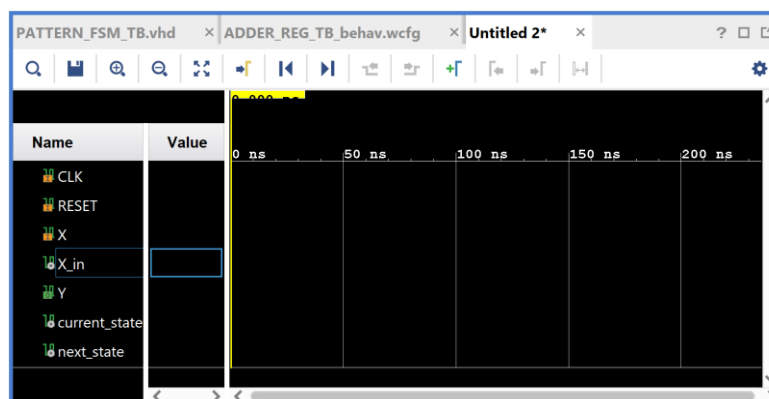 PATTERN_FSM_TB.vhd × ADDER_REG_TB_behav.wcfg × Untitled 2* ×
Name Value
0 ns 50 ns 100 ns 150 ns 200 ns
CLK
RESET
X
X_in
Y
current_state
next_state